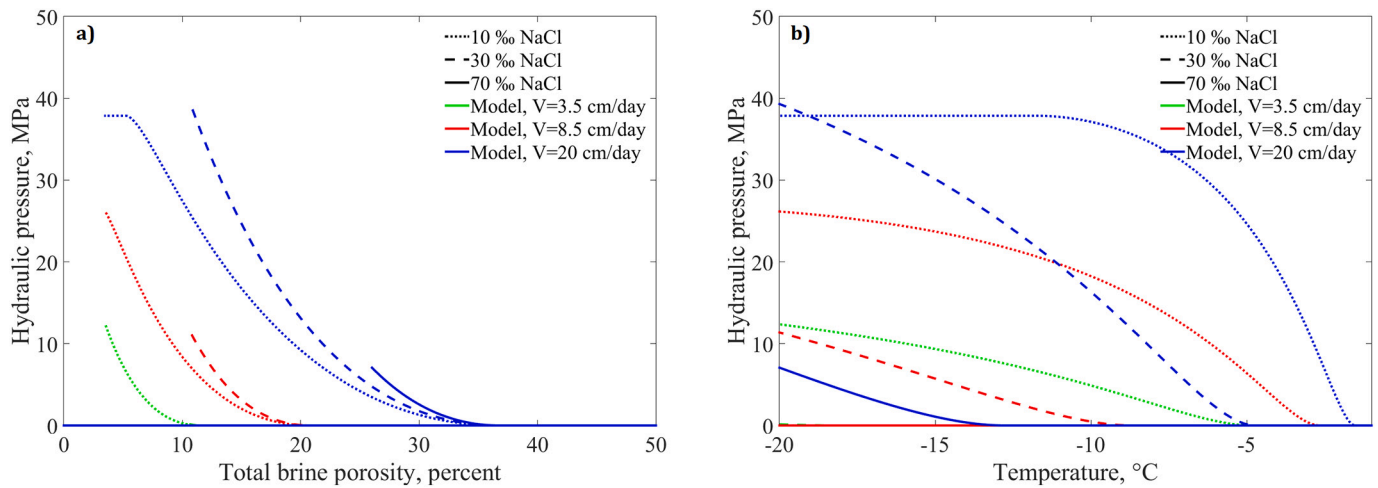 a)
50
40
30
20
10
0
Hydraulic pressure, MPa
10 ‰ NaCl
30 ‰ NaCl
70 ‰ NaCl
Model, V=3.5 cm/day
Model, V=8.5 cm/day
Model, V=20 cm/day
0 10 20 30 40 50
Total brine porosity, percent
b)
50
40
30
20
10
0
Hydraulic pressure, MPa
10 ‰ NaCl
30 ‰ NaCl
70 ‰ NaCl
Model, V=3.5 cm/day
Model, V=8.5 cm/day
Model, V=20 cm/day
-20 -15 -10 -5
Temperature, °C